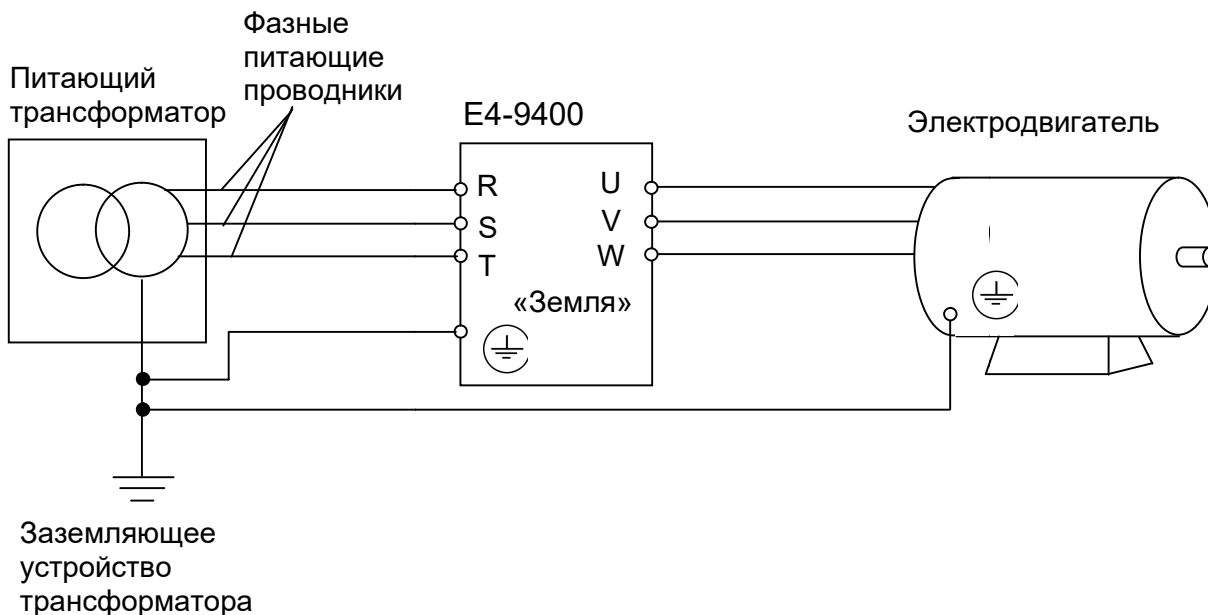 Фазные
питающие
проводники
Питающий
трансформатор
E4-9400
Электродвигатель
R
S
T
U
V
W
«Земля»
Заземляющее
устройство
трансформатора